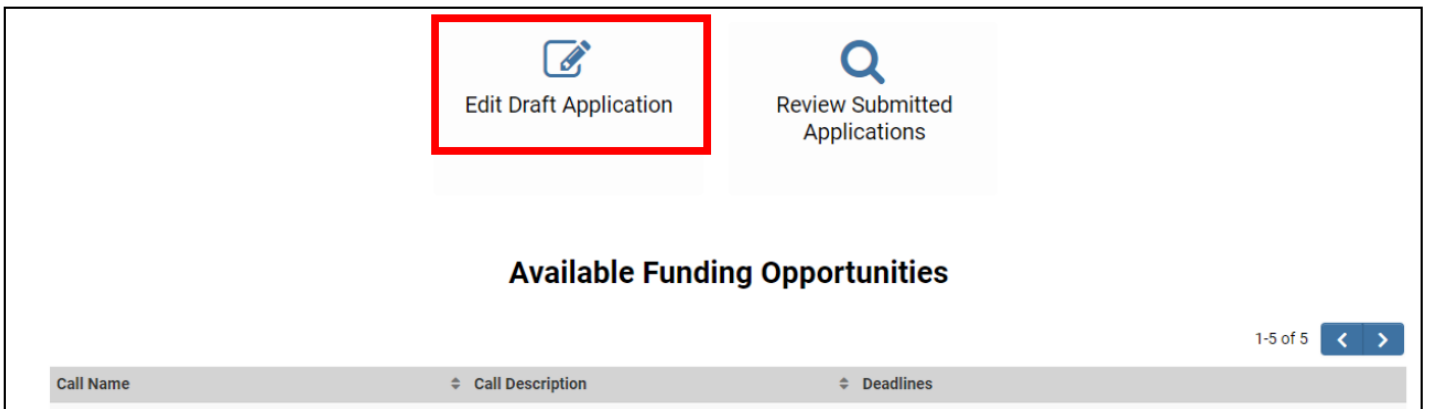 Edit Draft Application
Review Submitted
Applications
Available Funding Opportunities
1-5 of 5
Call Name
Call Description
Deadlines